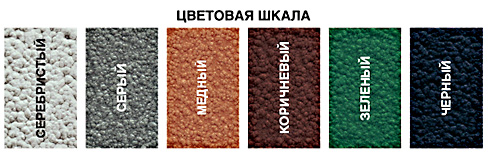 ЦВЕТОВАЯ ШКАЛА
СЕРЕБРИСТЫЙ
СЕРЫЙ
МЕДНЫЙ
КОРИЧНЕВЫЙ
ЗЕЛЕНЫЙ
ЧЕРНЫЙ